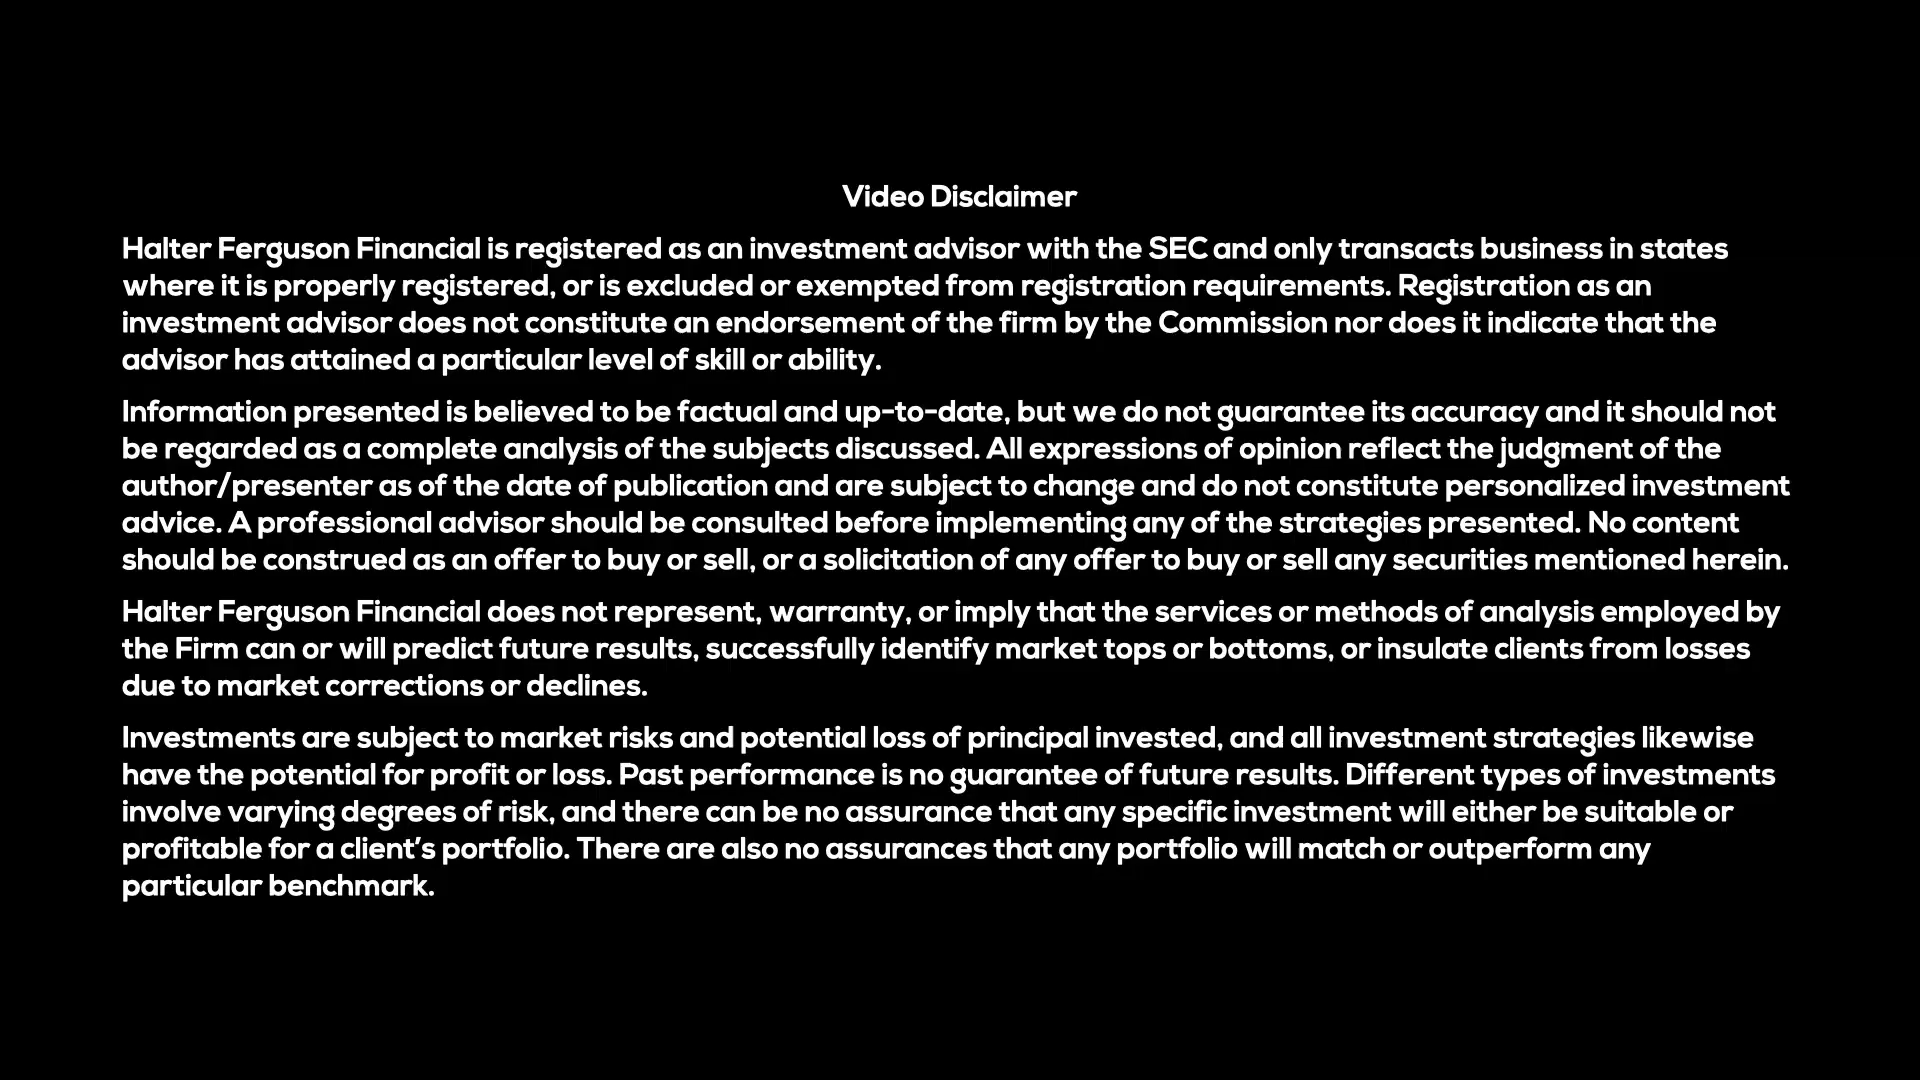 Video Disclaimer
Halter Ferguson Financial is registered as an investment advisor with the SEC and only transacts business in states
where it is properly registered, or is excluded or exempted from registration requirements. Registration as an
investment advisor does not constitute an endorsement of the firm by the Commission nor does it indicate that the
advisor has attained a particular level of skill or ability.
Information presented is believed to be factual and up-to-date, but we do not guarantee its accuracy and it should not
be regarded as a complete analysis of the subjects discussed. All expressions of opinion reflect the judgment of the
author/presenter as of the date of publication and are subject to change and do not constitute personalized investment
advice. A professional advisor should be consulted before implementing any of the strategies presented. No content
should be construed as an offer to buy or sell, or a solicitation of any offer to buy or sell any securities mentioned herein.
Halter Ferguson Financial does not represent, warranty, or imply that the services or methods of analysis employed by
the Firm can or will predict future results, successfully identify market tops or bottoms, or insulate clients from losses
due to market corrections or declines.
Investments are subject to market risks and potential loss of principal invested, and all investment strategies likewise
have the potential for profit or loss. Past performance is no guarantee of future results. Different types of investments
involve varying degrees of risk, and there can be no assurance that any specific investment will either be suitable or
profitable for a client’s portfolio. There are also no assurances that any portfolio will match or outperform any
particular benchmark.